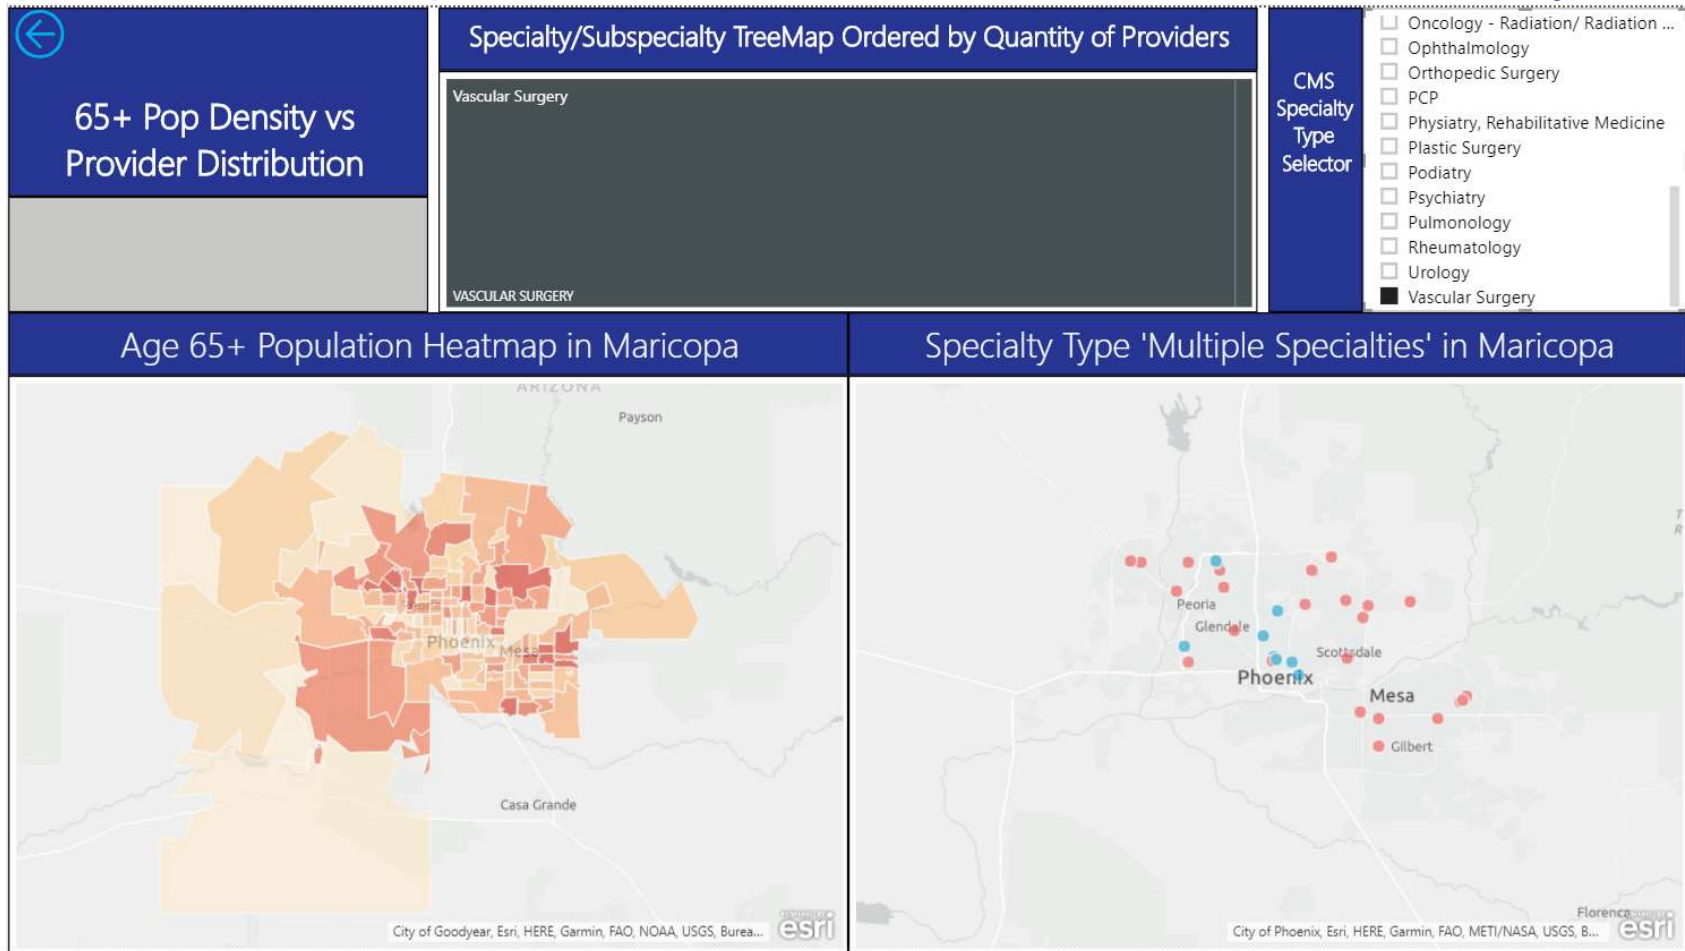 65+ Pop Density vs
Provider Distribution
Specialty/Subspecialty TreeMap Ordered by Quantity of Providers
Vascular Surgery
VASCULAR SURGERY
CMS
Specialty
Type
Selector
Oncology - Radiation/ Radiation ...
Ophthalmology
Orthopedic Surgery
PCP
Physiatry, Rehabilitative Medicine
Plastic Surgery
Podiatry
Psychiatry
Pulmonology
Rheumatology
Urology
Vascular Surgery
Age 65+ Population Heatmap in Maricopa
ARIZONA
Payson
Peoria
Phoenix
Mesa
Casa Grande
City of Goodyear, Esri, HERE, Garmin, FAO, NOAA, USGS, Burea...
esri
Specialty Type 'Multiple Specialties' in Maricopa
T
R
Peoria
Glendale
Scottsdale
Phoenix
Mesa
Gilbert
Florence
City of Phoenix, Esri, HERE, Garmin, FAO, METI/NASA, USGS, B...
esri